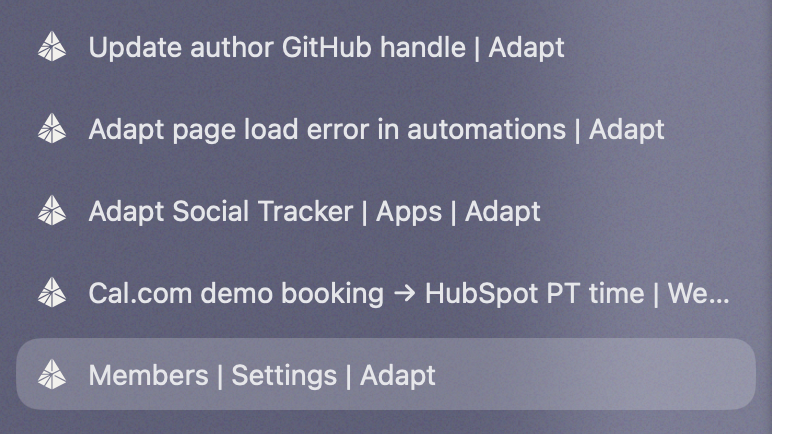 Update author GitHub handle | Adapt
Adapt page load error in automations | Adapt
Adapt Social Tracker | Apps | Adapt
Cal.com demo booking → HubSpot PT time | We...
Members | Settings | Adapt